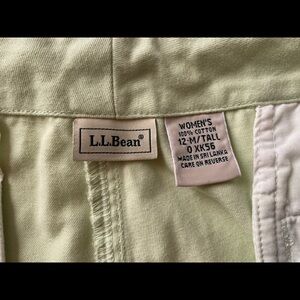 L.L.Bean®
WOMEN'S
100% COTTON
12-M/TALL
0 XK56
MADE IN SRI LANKA
CARE ON REVERSE